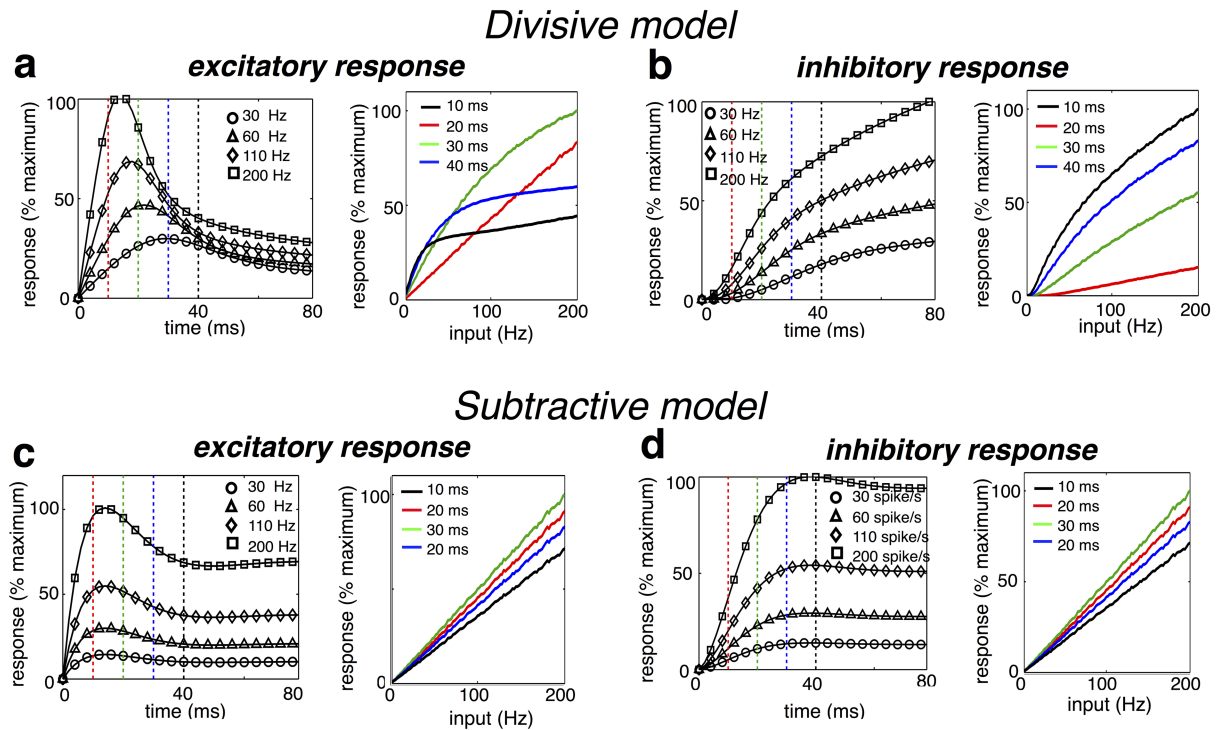 Divisive model
a
excitatory response
response (% maximum)
100
50
0
0
40
80
time (ms)
30 Hz
60 Hz
110 Hz
200 Hz
response (% maximum)
100
50
0
0
100
200
input (Hz)
10 ms
20 ms
30 ms
40 ms
b
inhibitory response
response (% maximum)
100
50
0
0
40
80
time (ms)
30 Hz
60 Hz
110 Hz
200 Hz
response (% maximum)
100
50
0
0
100
200
input (Hz)
10 ms
20 ms
30 ms
40 ms
Subtractive model
c
excitatory response
response (% maximum)
100
50
0
0
40
80
time (ms)
30 Hz
60 Hz
110 Hz
200 Hz
response (% maximum)
100
0
0
100
200
input (Hz)
10 ms
20 ms
30 ms
20 ms
d
inhibitory response
response (% maximum)
100
50
0
0
40
80
time (ms)
30 spike/s
60 spike/s
110 spike/s
200 spike/s
response (% maximum)
100
0
0
100
200
input (Hz)
10 ms
20 ms
30 ms
20 ms